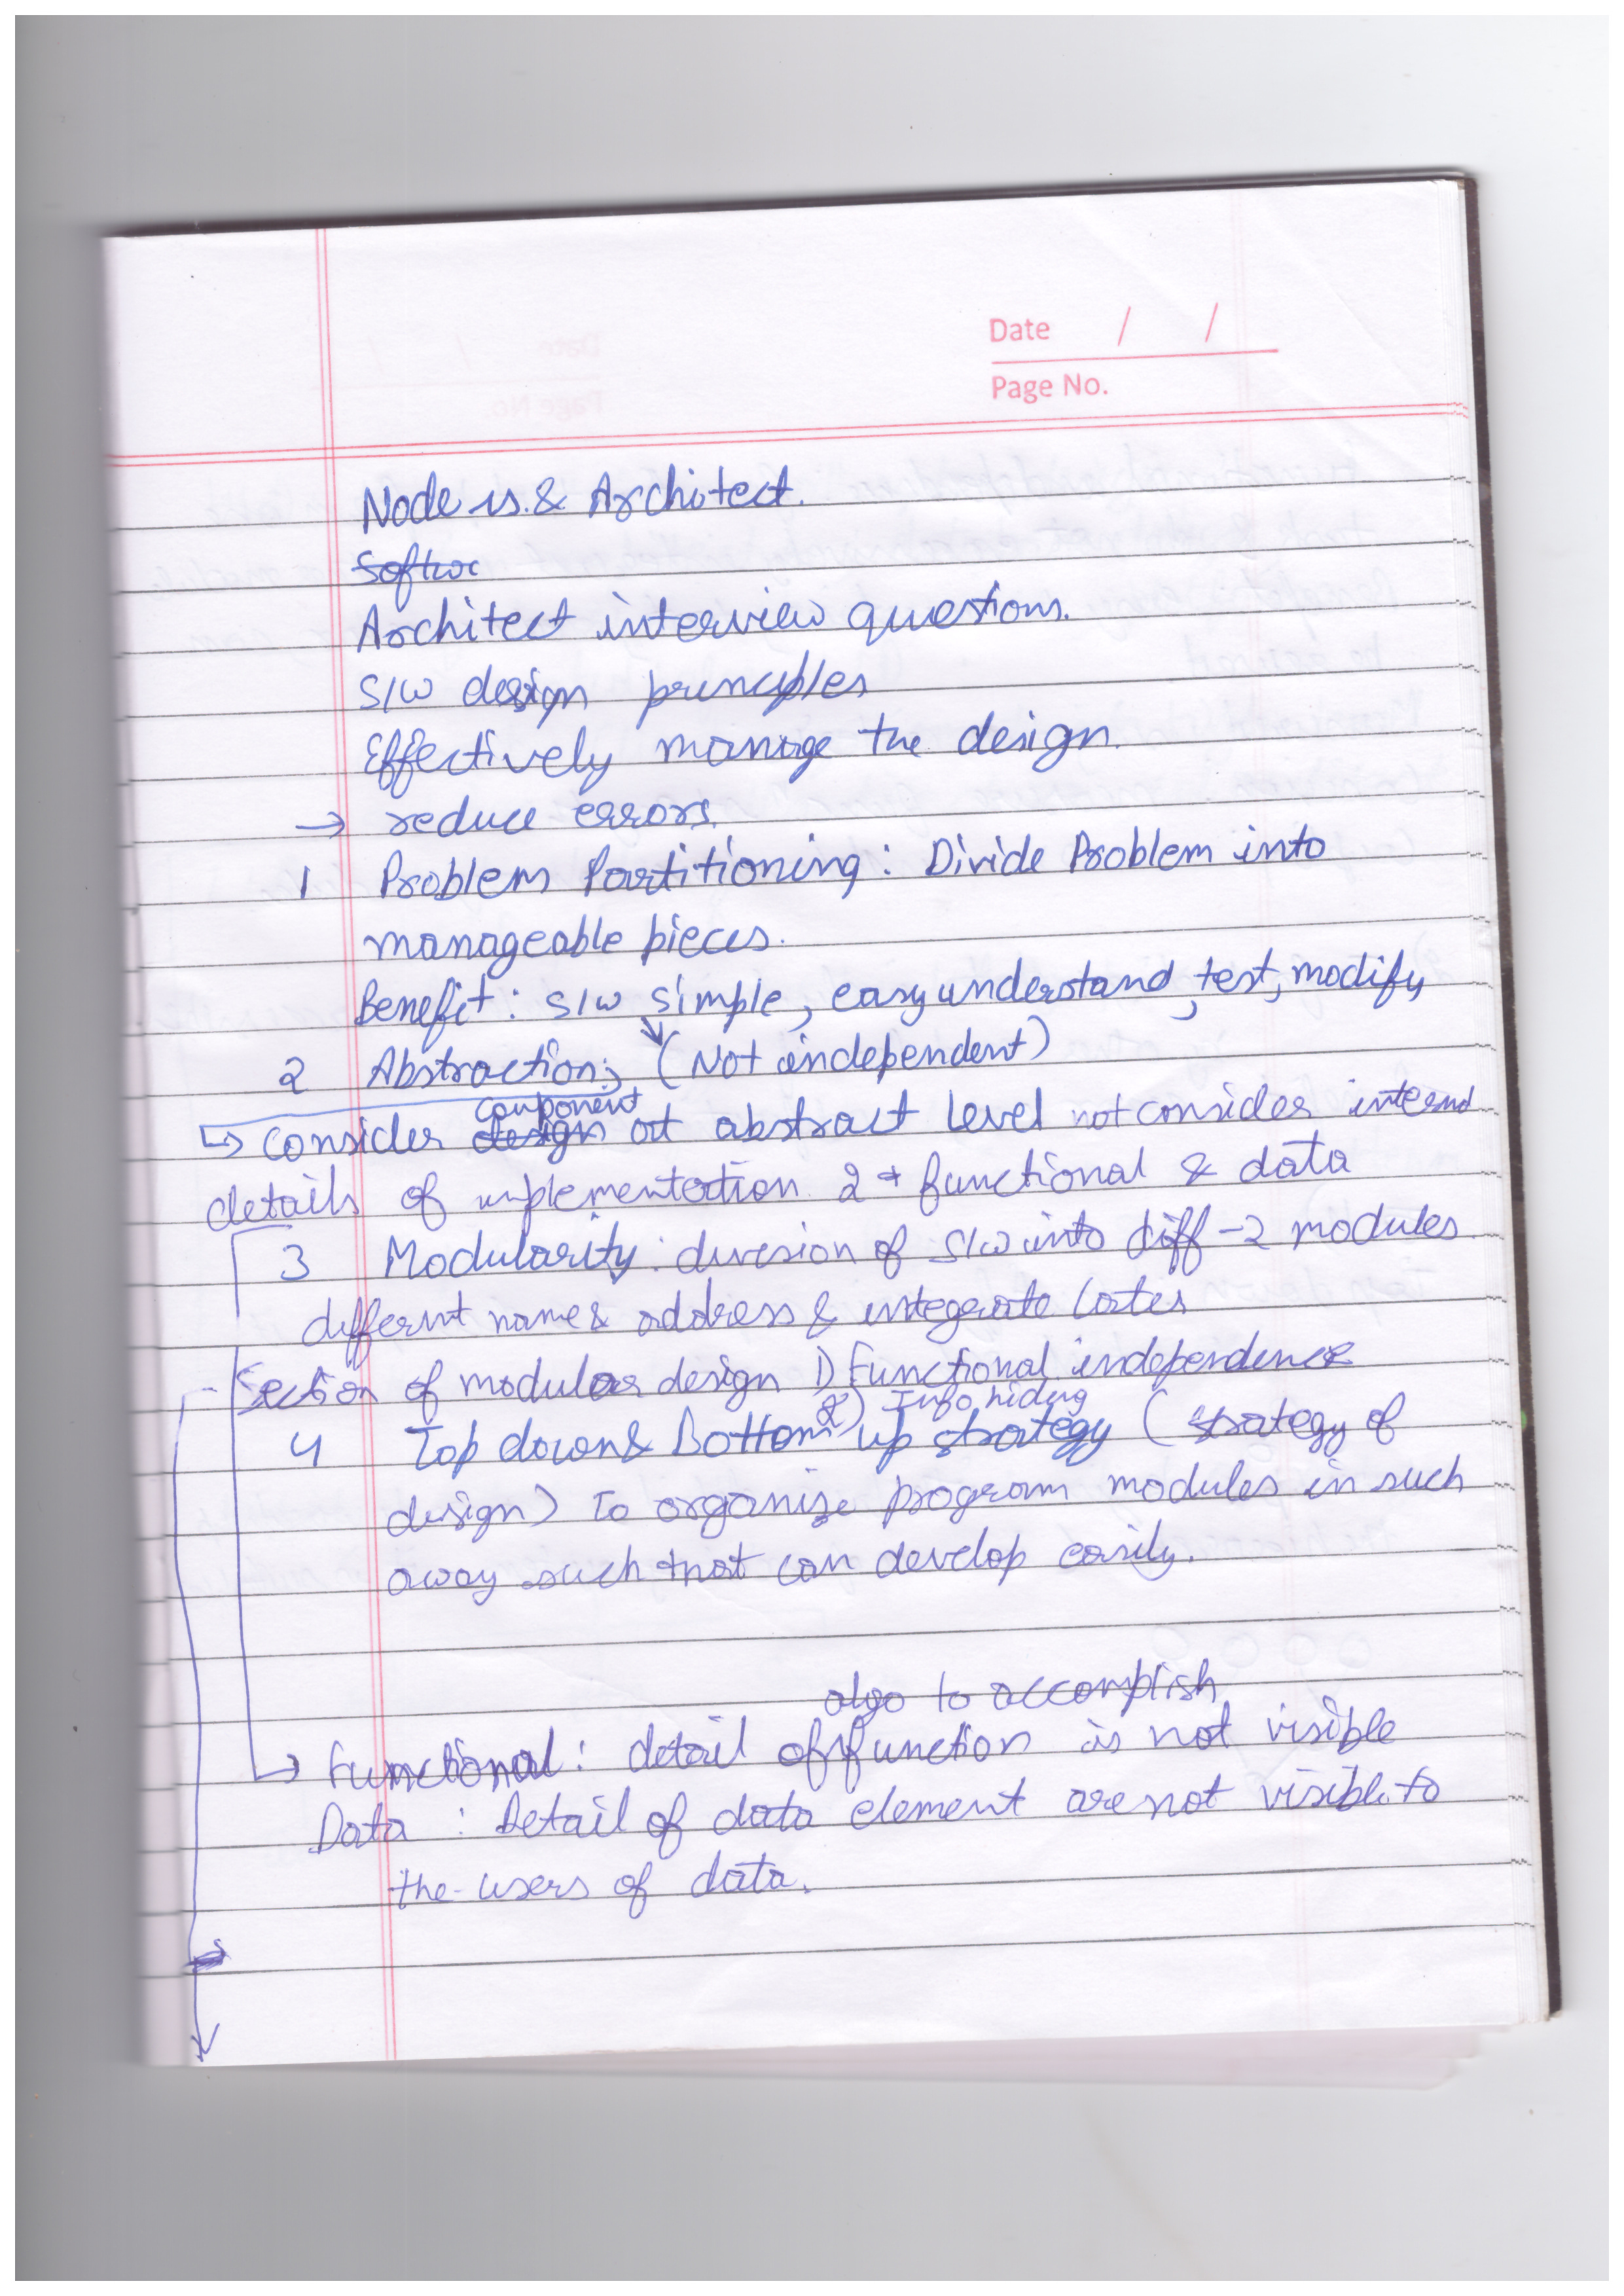 Date / /
Page No.
Node js & Architect.
Softwa
Architect interview questions.
S/W design principles
Effectively manage the design.
→ reduce errors.
1 Problem Partitioning : Divide Problem into
manageable pieces.
Benefit : S/W simple, easy understand, test, modify
2 Abstraction; (Not independent)
component
↳ consider design at abstract level not consider internal
details of implementation 2 → functional & data
3 Modularity : division of S/W into diff-2 modules.
different name & address & integrate later
Section of modular design 1) Functional independence
2) Info hiding
4 Top down & Bottom up strategy (strategy of
design) to organize program modules in such
away such that can develop easily.
algo to accomplish
↳ Functional : detail of function is not visible
Data : Detail of data element are not visible to
the users of data.